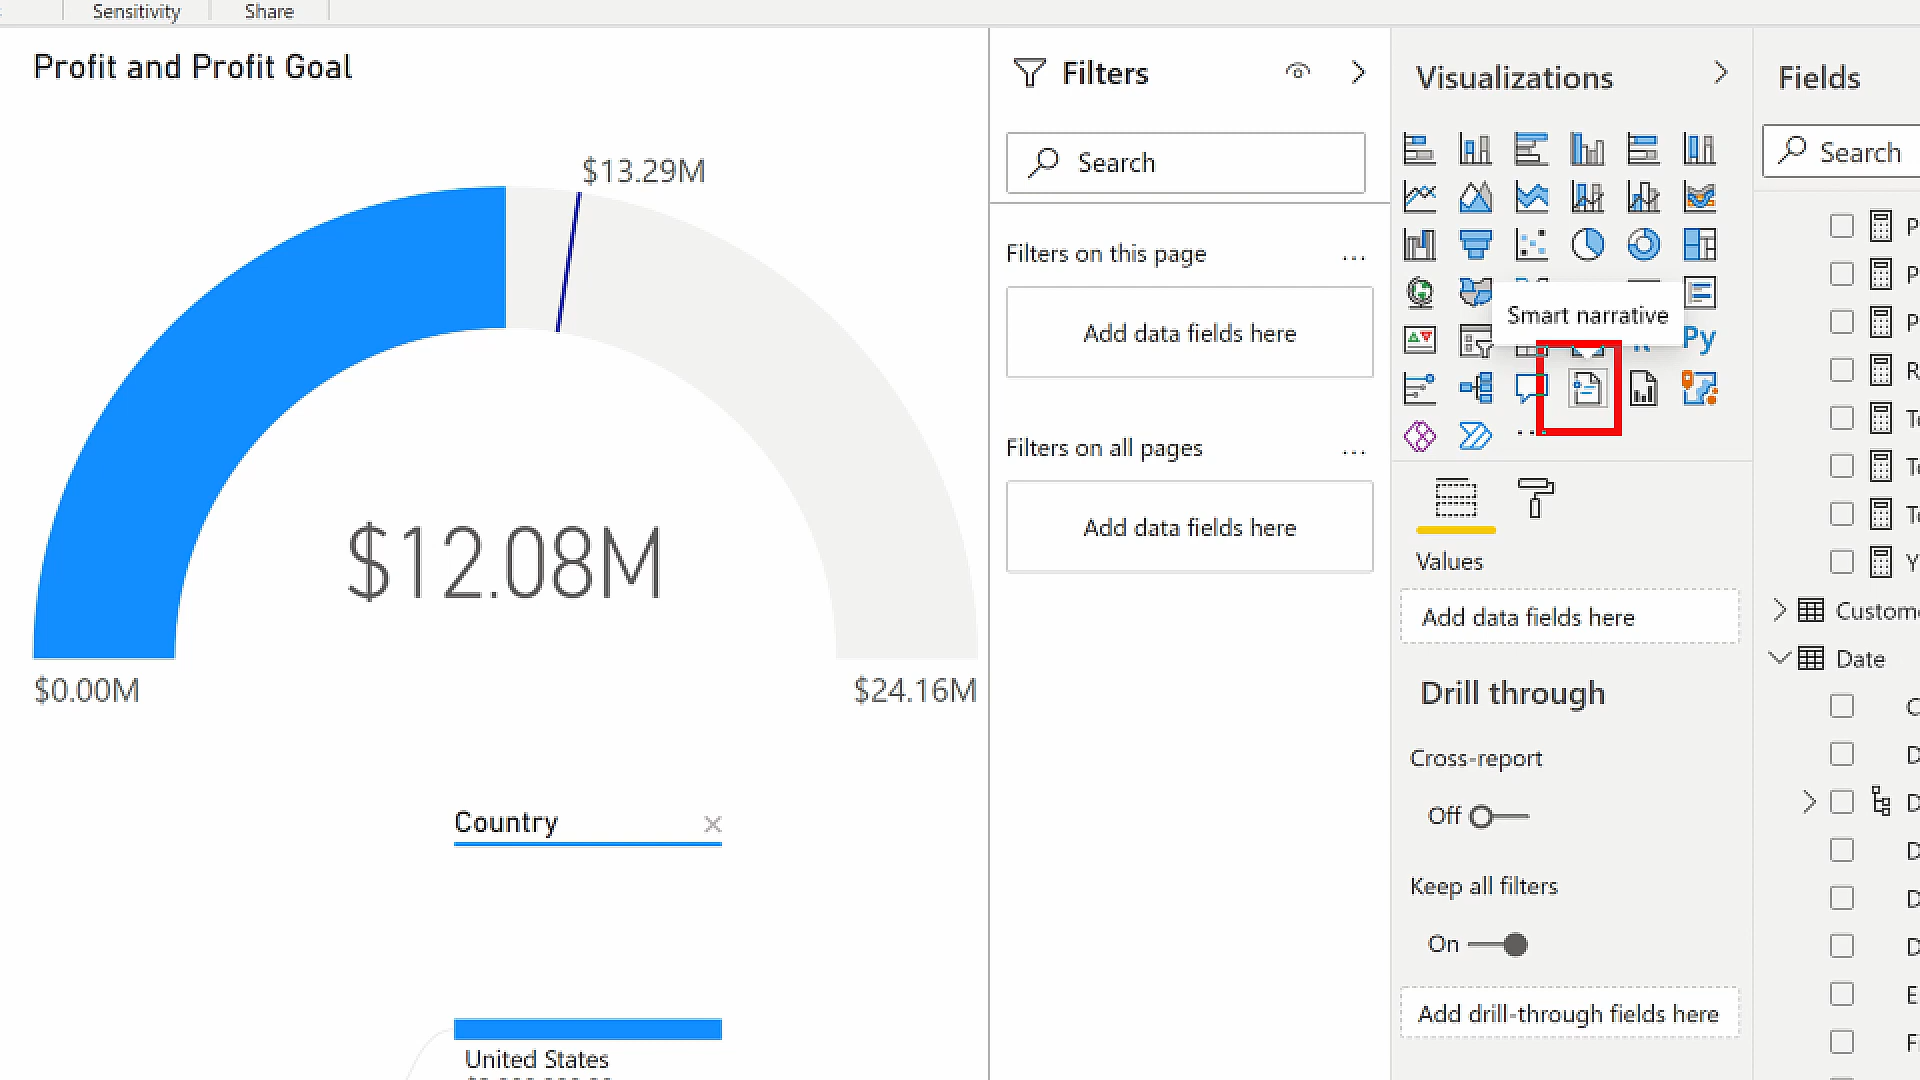 Sensitivity
Share
Profit and Profit Goal
$13.29M
$12.08M
$0.00M
$24.16M
Country
United States
Filters
Search
Filters on this page
...
Add data fields here
Filters on all pages
...
Add data fields here
Visualizations
Smart narrative
Py
...
Values
Add data fields here
Drill through
Cross-report
Off
Keep all filters
On
Add drill-through fields here
Fields
Search
Date